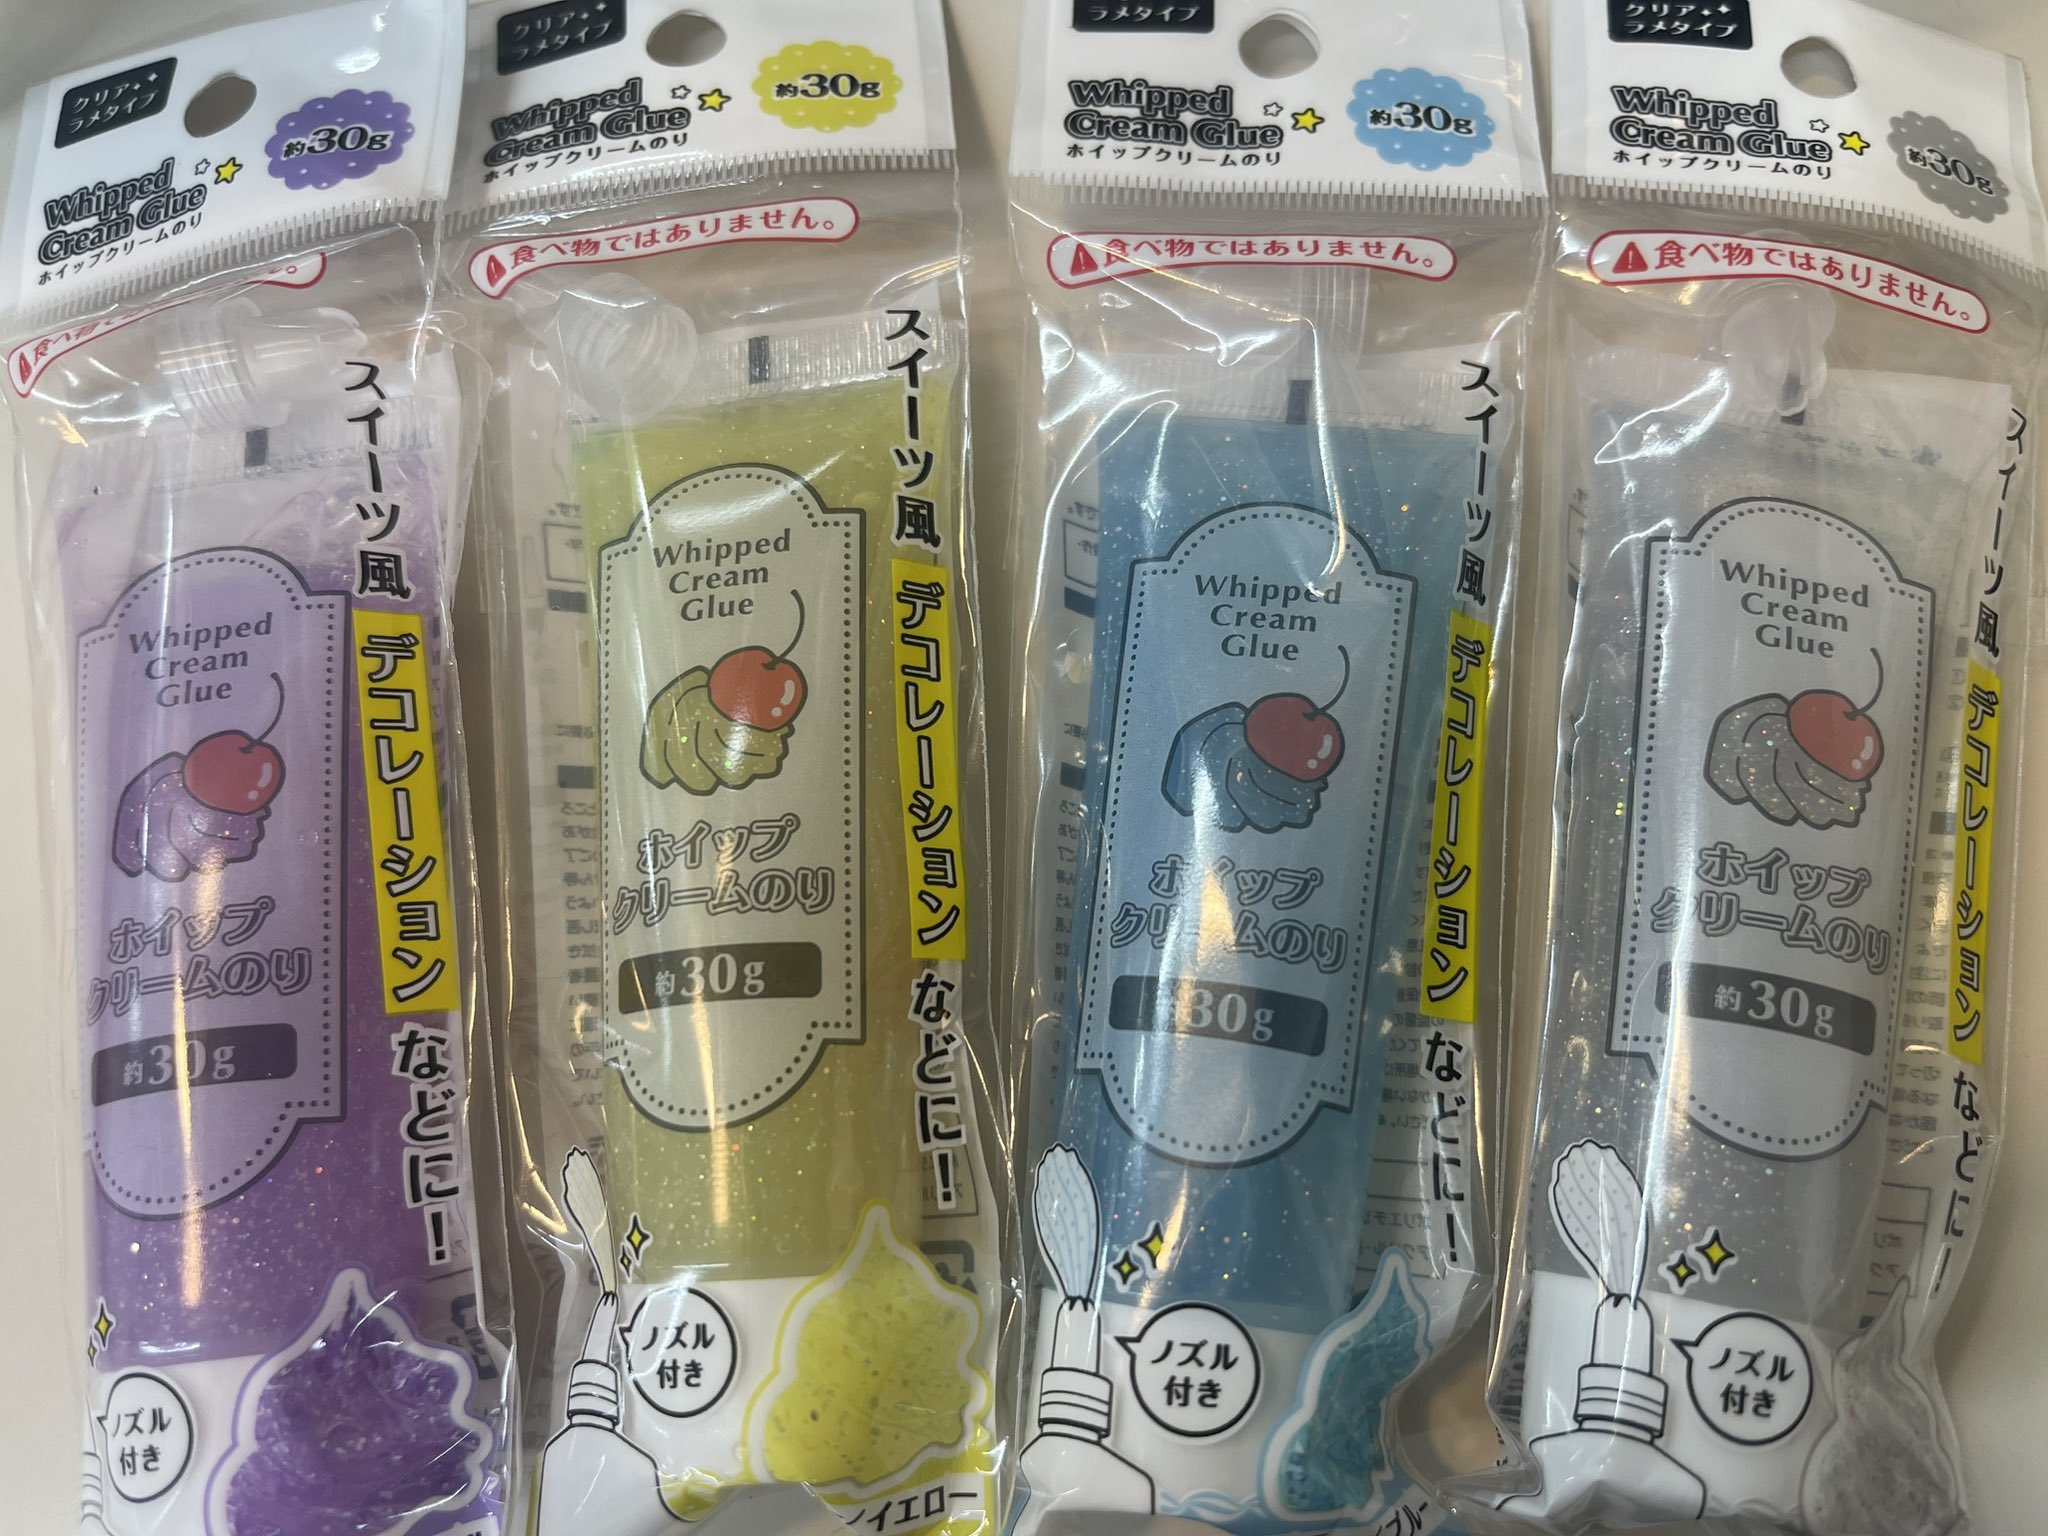 クリア
ラメタイプ
約30g
Whipped
Cream Glue
ホイップクリームのり
スイーツ風
デコレーション
などに!
Whipped
Cream
Glue
ホイップ
クリームのり
約30g
ノズル
付き
クリア
ラメタイプ
約30g
Whipped
Cream Glue
ホイップクリームのり
食べ物ではありません。
スイーツ風
デコレーション
などに!
Whipped
Cream
Glue
ホイップ
クリームのり
約30g
ノズル
付き
イエロー
ラメタイプ
約30g
Whipped
Cream Glue
ホイップクリームのり
食べ物ではありません。
スイーツ風
デコレーション
などに!
Whipped
Cream
Glue
ホイップ
クリームのり
30g
ノズル
付き
ブルー
クリア
ラメタイプ
約30g
Whipped
Cream Glue
ホイップクリームのり
食べ物ではありません。
スイーツ風
デコレーション
などに!
Whipped
Cream
Glue
ホイップ
クリームのり
約30g
ノズル
付き